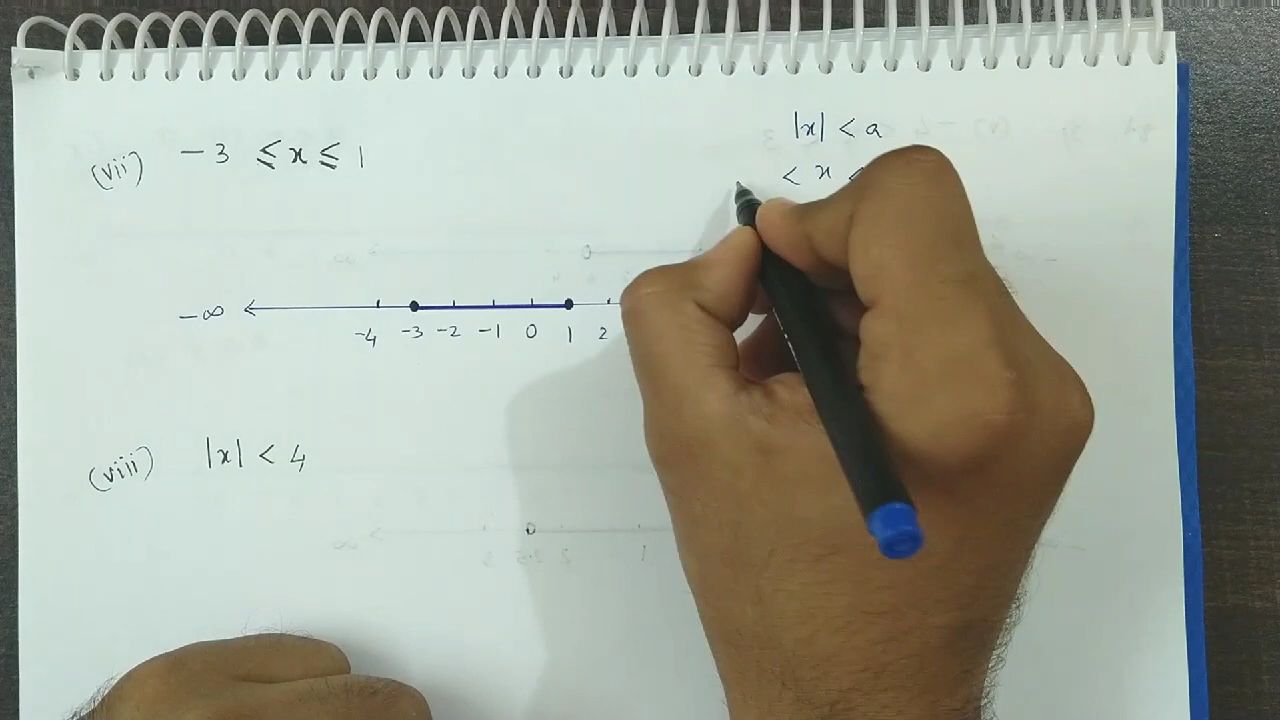 (vii) -3 ≤ x ≤ 1
|x| < a
< x <
-∞
-4 -3 -2 -1 0 1 2
(viii) |x| < 4